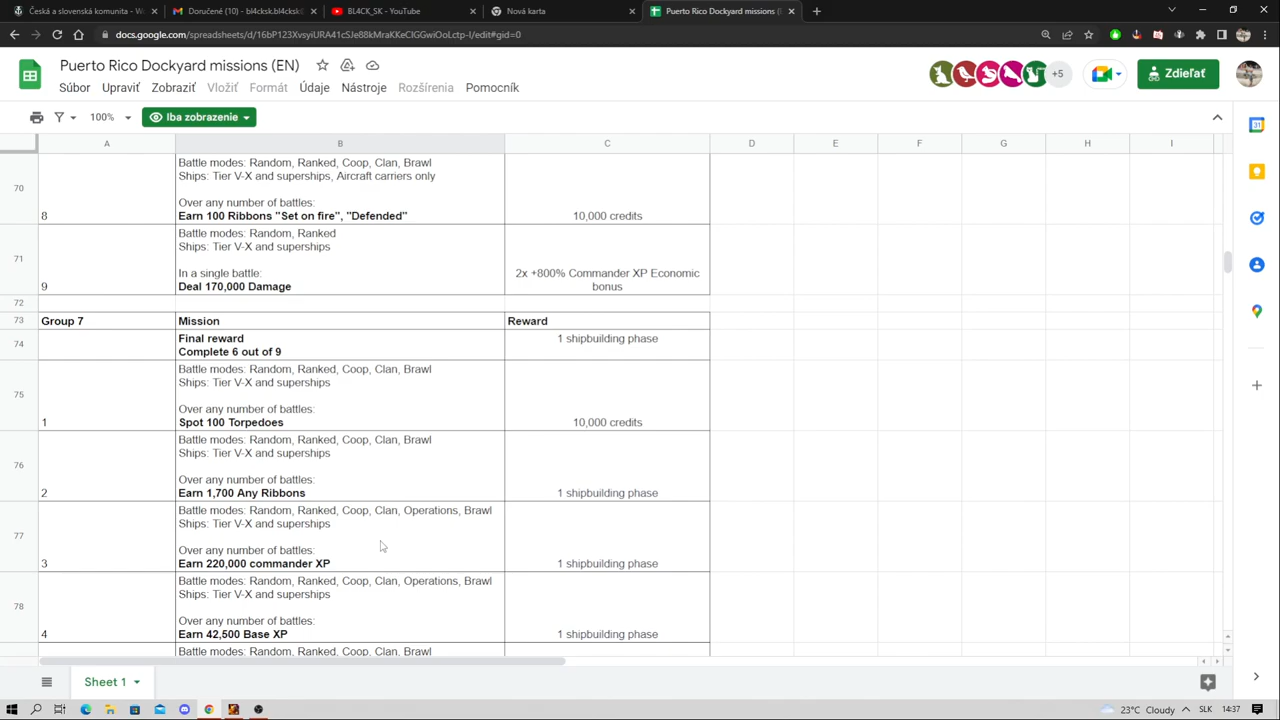 Česká a slovenská komunita - Wo
Doručené (10) - bl4cksk.bl4cksk@
BL4CK_SK - YouTube
Nová karta
Puerto Rico Dockyard missions (E
docs.google.com/spreadsheets/d/16bP123XvsyiURA41cSJe88kMraKKeCIGGwiOoLctp-I/edit#gid=0
Puerto Rico Dockyard missions (EN)
+5
Zdieľať
Súbor Upraviť Zobraziť Vložiť Formát Údaje Nástroje Rozšírenia Pomocník
100%
Iba zobrazenie
A B C D E F G H I
Battle modes: Random, Ranked, Coop, Clan, Brawl
Ships: Tier V-X and superships, Aircraft carriers only
70
Over any number of battles:
8 Earn 100 Ribbons "Set on fire", "Defended" 10,000 credits
Battle modes: Random, Ranked
Ships: Tier V-X and superships
71
In a single battle:
2x +800% Commander XP Economic
9 Deal 170,000 Damage bonus
72
73 Group 7 Mission Reward
74
Final reward 1 shipbuilding phase
Complete 6 out of 9
Battle modes: Random, Ranked, Coop, Clan, Brawl
Ships: Tier V-X and superships
75
Over any number of battles:
1 Spot 100 Torpedoes 10,000 credits
Battle modes: Random, Ranked, Coop, Clan, Brawl
Ships: Tier V-X and superships
76
Over any number of battles:
2 Earn 1,700 Any Ribbons 1 shipbuilding phase
Battle modes: Random, Ranked, Coop, Clan, Operations, Brawl
Ships: Tier V-X and superships
77
Over any number of battles:
3 Earn 220,000 commander XP 1 shipbuilding phase
Battle modes: Random, Ranked, Coop, Clan, Operations, Brawl
Ships: Tier V-X and superships
78
Over any number of battles:
4 Earn 42,500 Base XP 1 shipbuilding phase
Battle modes: Random, Ranked, Coop, Clan, Brawl
Sheet 1
23°C Cloudy SLK 14:37